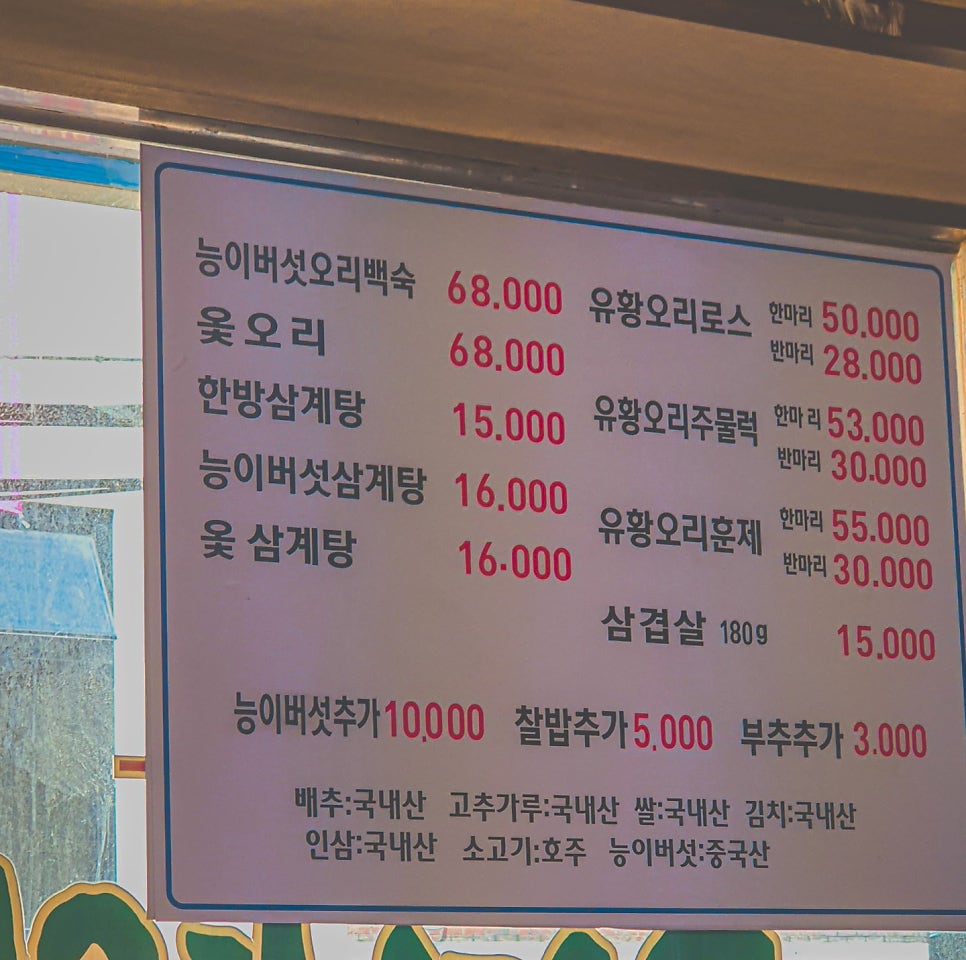 능이버섯오리백숙 68.000
옻오리 68.000
한방삼계탕 15.000
능이버섯삼계탕 16.000
옻 삼계탕 16.000
유황오리로스 한마리 50.000
반마리 28.000
유황오리주물럭 한마리 53.000
반마리 30.000
유황오리훈제 한마리 55.000
반마리 30.000
삼겹살 180g 15.000
능이버섯추가 10,000 찰밥추가 5,000 부추추가 3.000
배추:국내산 고추가루:국내산 쌀:국내산 김치:국내산
인삼:국내산 소고기:호주 능이버섯:중국산